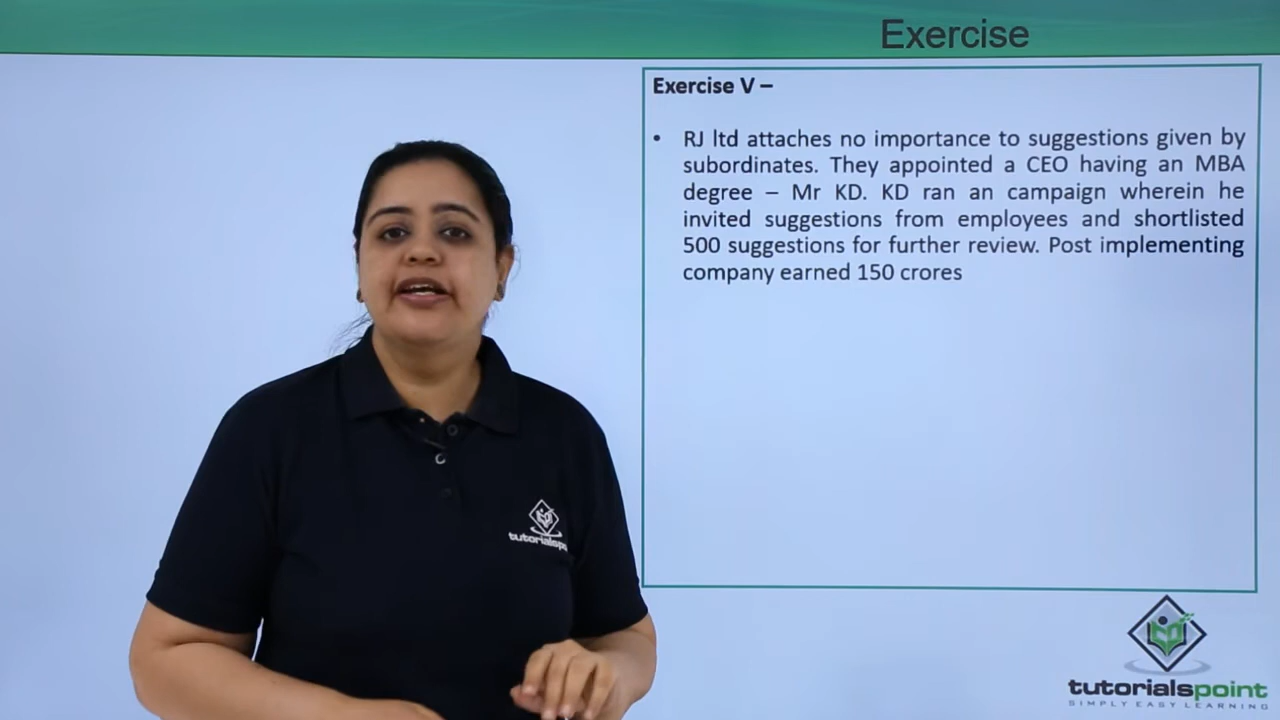 Exercise
Exercise V –
• RJ ltd attaches no importance to suggestions given by
subordinates. They appointed a CEO having an MBA
degree – Mr KD. KD ran an campaign wherein he
invited suggestions from employees and shortlisted
500 suggestions for further review. Post implementing
company earned 150 crores
tutorialspo
tutorialspoint
SIMPLY EASY LEARNING